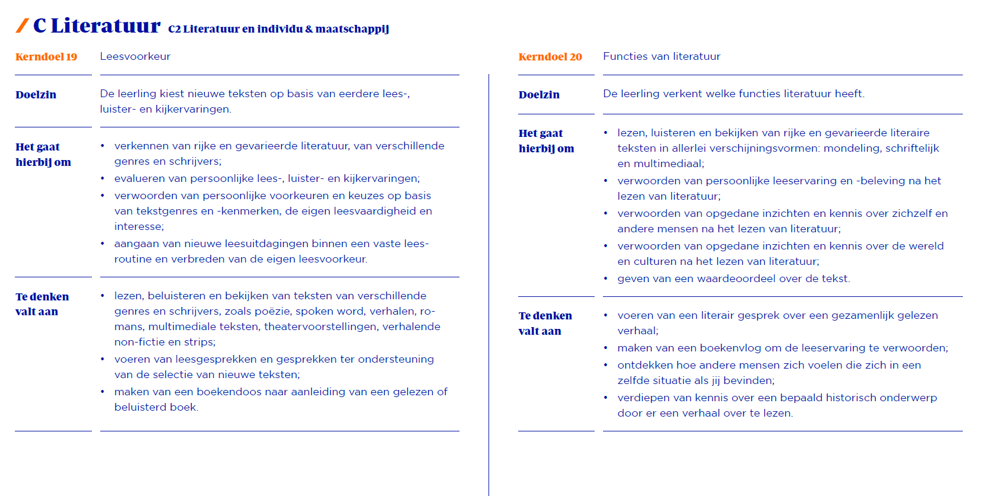 / C Literatuur C2 Literatuur en individu & maatschappij
Kerndoel 19 Leesvoorkeur
Doelzin De leerling kiest nieuwe teksten op basis van eerdere lees-,
luister- en kijkervaringen.
Het gaat
hierbij om
• verkennen van rijke en gevarieerde literatuur, van verschillende
genres en schrijvers;
• evalueren van persoonlijke lees-, luister- en kijkervaringen;
• verwoorden van persoonlijke voorkeuren en keuzes op basis
van tekstgenres en -kenmerken, de eigen leesvaardigheid en
interesse;
• aangaan van nieuwe leesuitdagingen binnen een vaste lees-
routine en verbreden van de eigen leesvoorkeur.
Te denken
valt aan
• lezen, beluisteren en bekijken van teksten van verschillende
genres en schrijvers, zoals poëzie, spoken word, verhalen, ro-
mans, multimediale teksten, theatervoorstellingen, verhalende
non-fictie en strips;
• voeren van leesgesprekken en gesprekken ter ondersteuning
van de selectie van nieuwe teksten;
• maken van een boekendoos naar aanleiding van een gelezen of
beluisterd boek.
Kerndoel 20 Functies van literatuur
Doelzin De leerling verkent welke functies literatuur heeft.
Het gaat
hierbij om
• lezen, luisteren en bekijken van rijke en gevarieerde literaire
teksten in allerlei verschijningsvormen: mondeling, schriftelijk
en multimediaal;
• verwoorden van persoonlijke leeservaring en -beleving na het
lezen van literatuur;
• verwoorden van opgedane inzichten en kennis over zichzelf en
andere mensen na het lezen van literatuur;
• verwoorden van opgedane inzichten en kennis over de wereld
en culturen na het lezen van literatuur;
• geven van een waardeoordeel over de tekst.
Te denken
valt aan
• voeren van een literair gesprek over een gezamenlijk gelezen
verhaal;
• maken van een boekenvlog om de leeservaring te verwoorden;
• ontdekken hoe andere mensen zich voelen die zich in een
zelfde situatie als jij bevinden;
• verdiepen van kennis over een bepaald historisch onderwerp
door er een verhaal over te lezen.